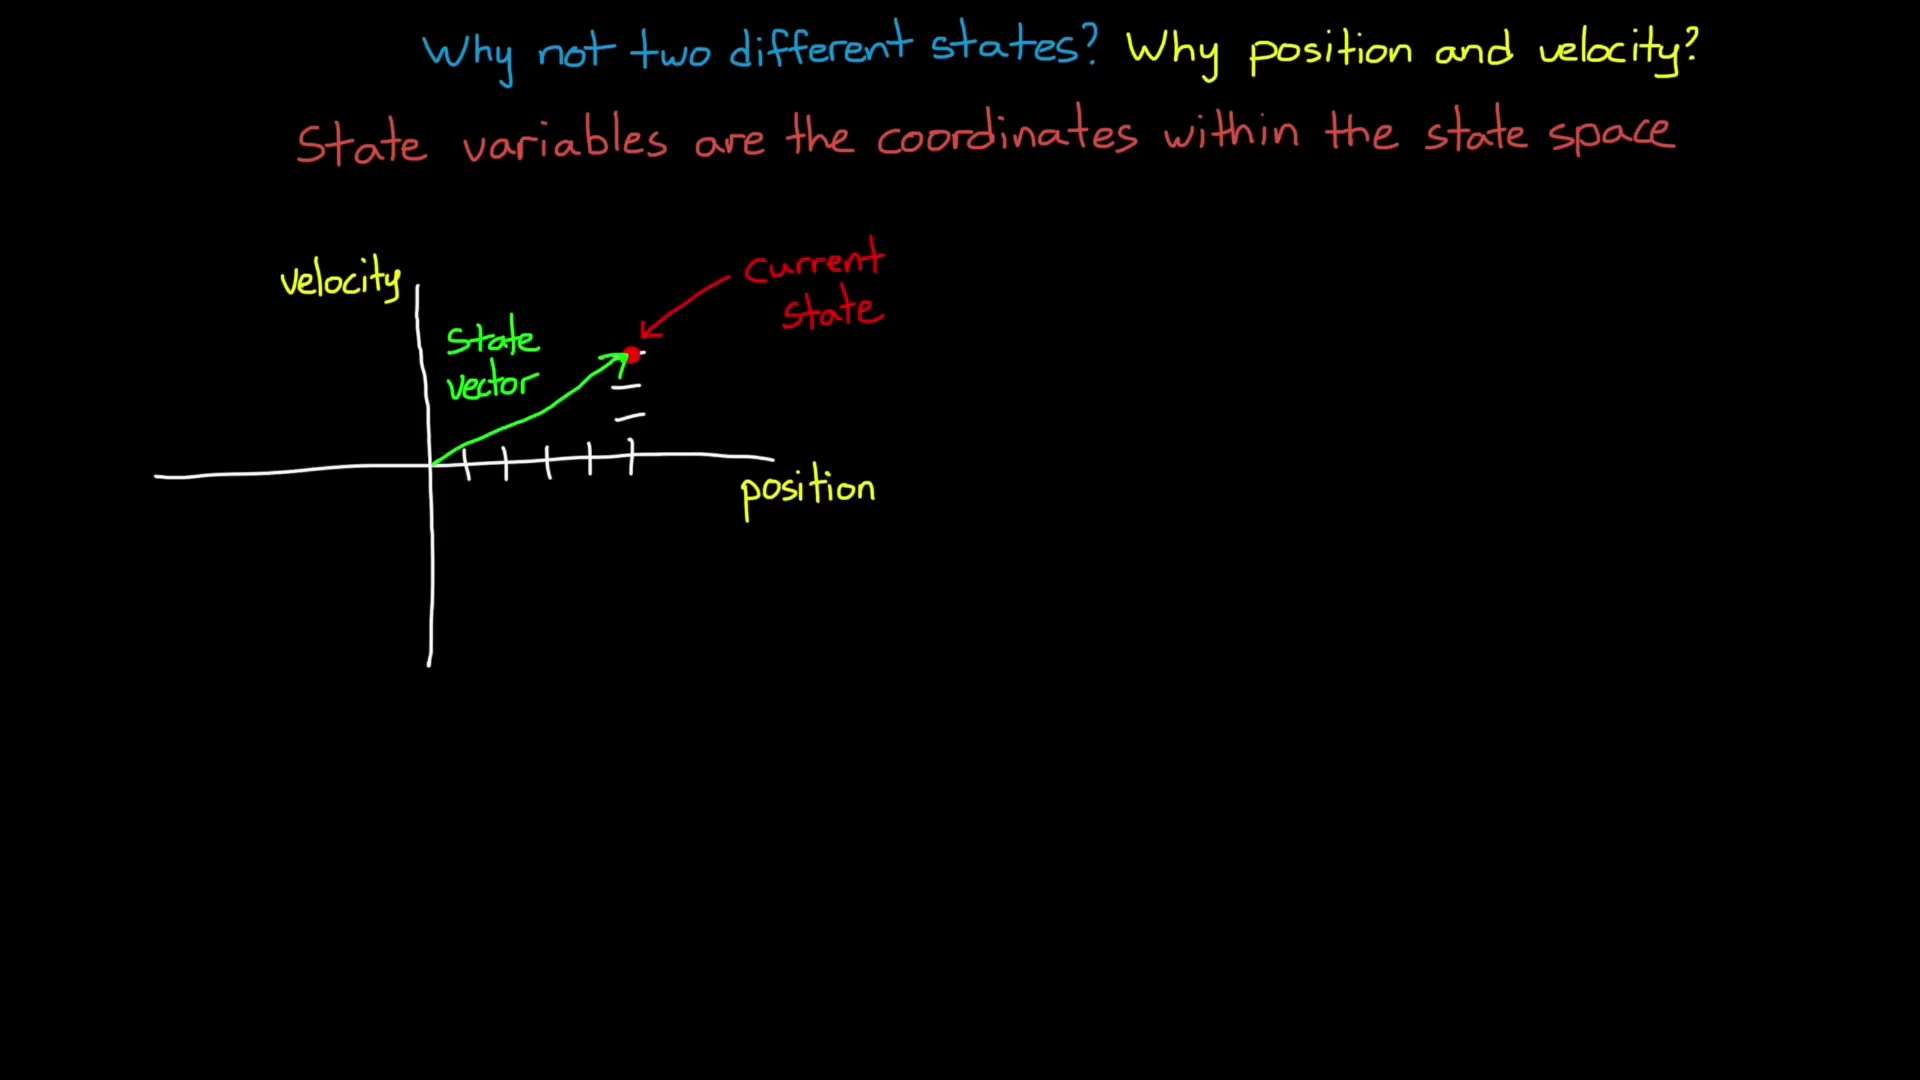 Why not two different states? Why position and velocity?
State variables are the coordinates within the state space
velocity
current
state
State
vector
position